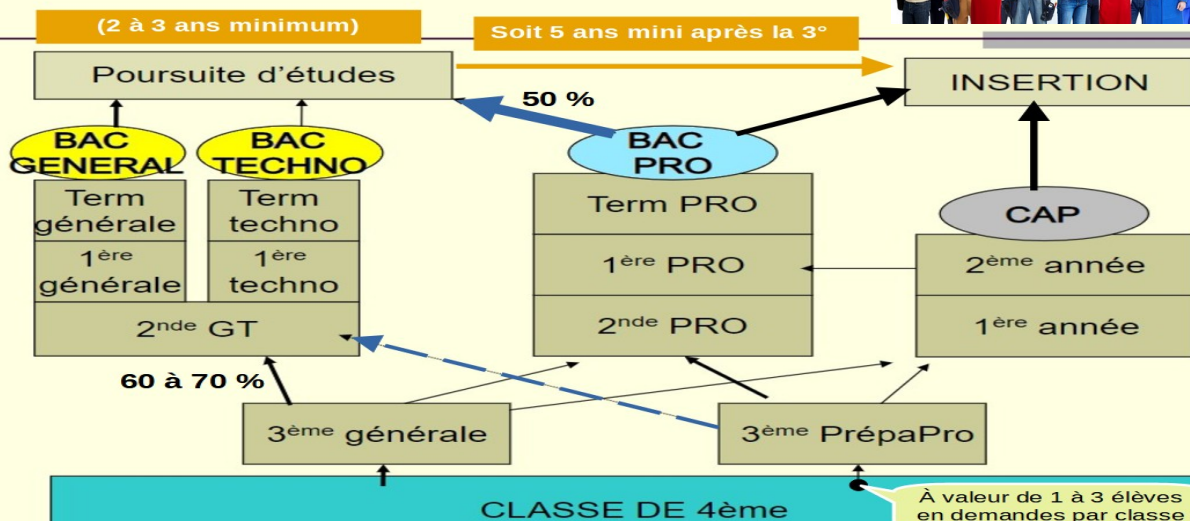 (2 à 3 ans minimum)
Soit 5 ans mini après la 3°
Poursuite d'études
INSERTION
50 %
BAC
GENERAL
BAC
TECHNO
BAC
PRO
CAP
Term
générale
Term
techno
Term PRO
1ère
générale
1ère
techno
1ère PRO
2ème année
2nde GT
2nde PRO
1ère année
60 à 70 %
3ème générale
3ème PrépaPro
CLASSE DE 4ème
À valeur de 1 à 3 élèves
en demandes par classe